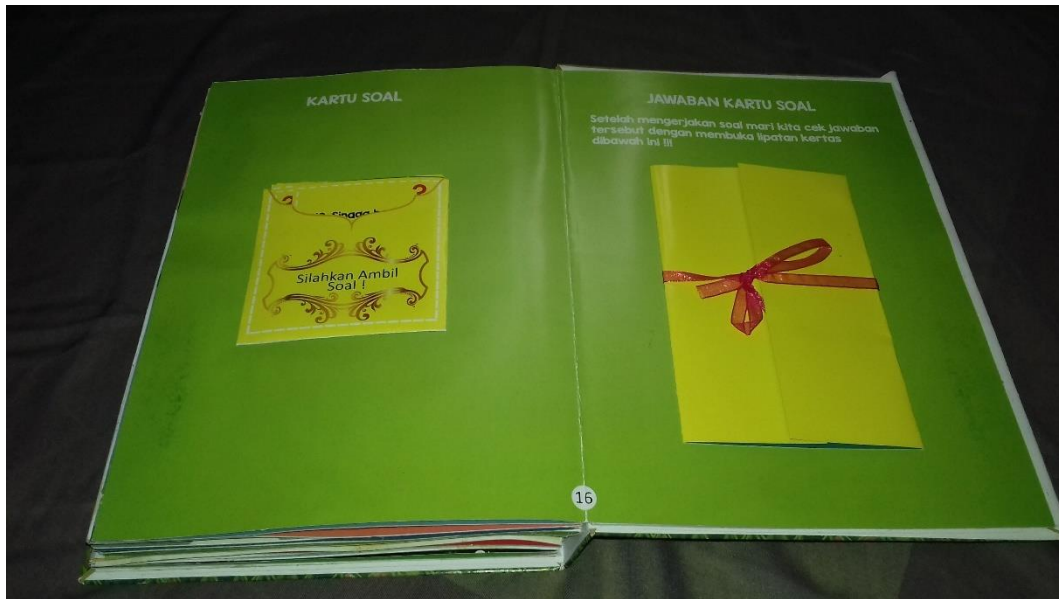 KARTU SOAL
Silahkan Ambil
Soal !
JAWABAN KARTU SOAL
Setelah mengerjakan soal mari kita cek jawaban
tersebut dengan membuka lipatan kertas
dibawah ini !!!
16